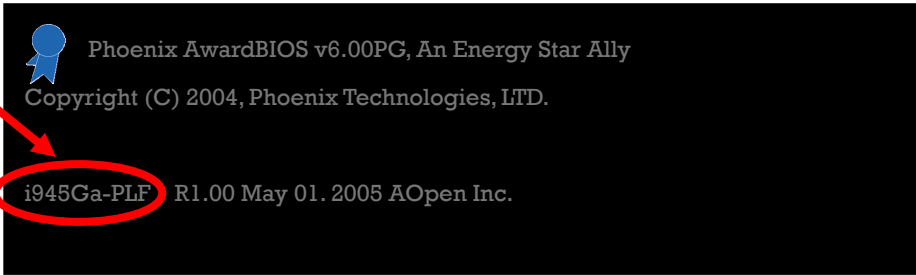 Phoenix AwardBIOS v6.00PG, An Energy Star Ally
Copyright (C) 2004, Phoenix Technologies, LTD.
i945Ga-PLF R1.00 May 01. 2005 AOpen Inc.